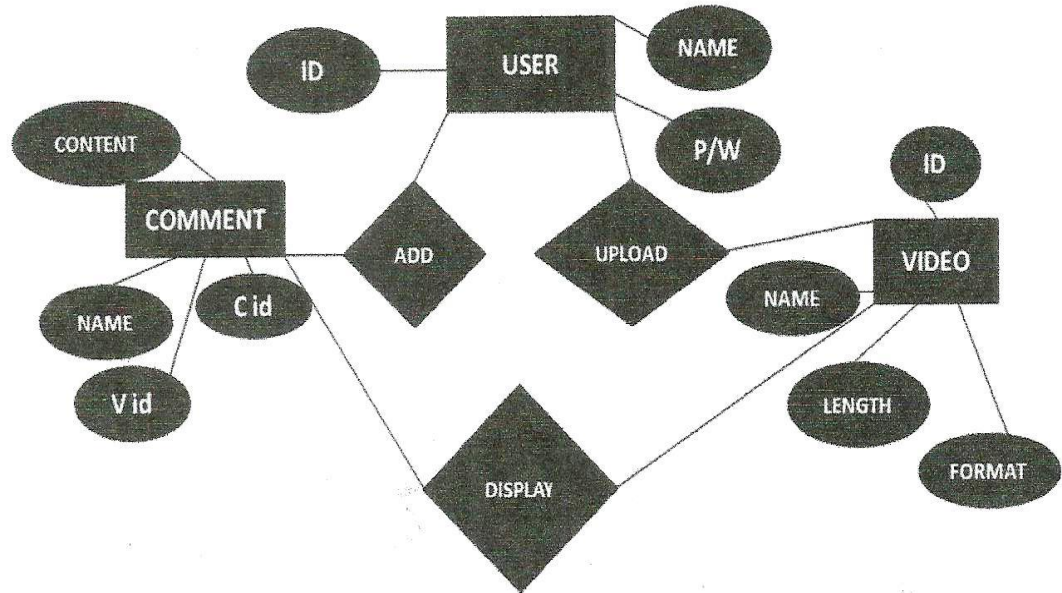 USER
NAME
ID
P/W
CONTENT
ID
COMMENT
ADD
UPLOAD
VIDEO
NAME
C id
NAME
V id
LENGTH
FORMAT
DISPLAY